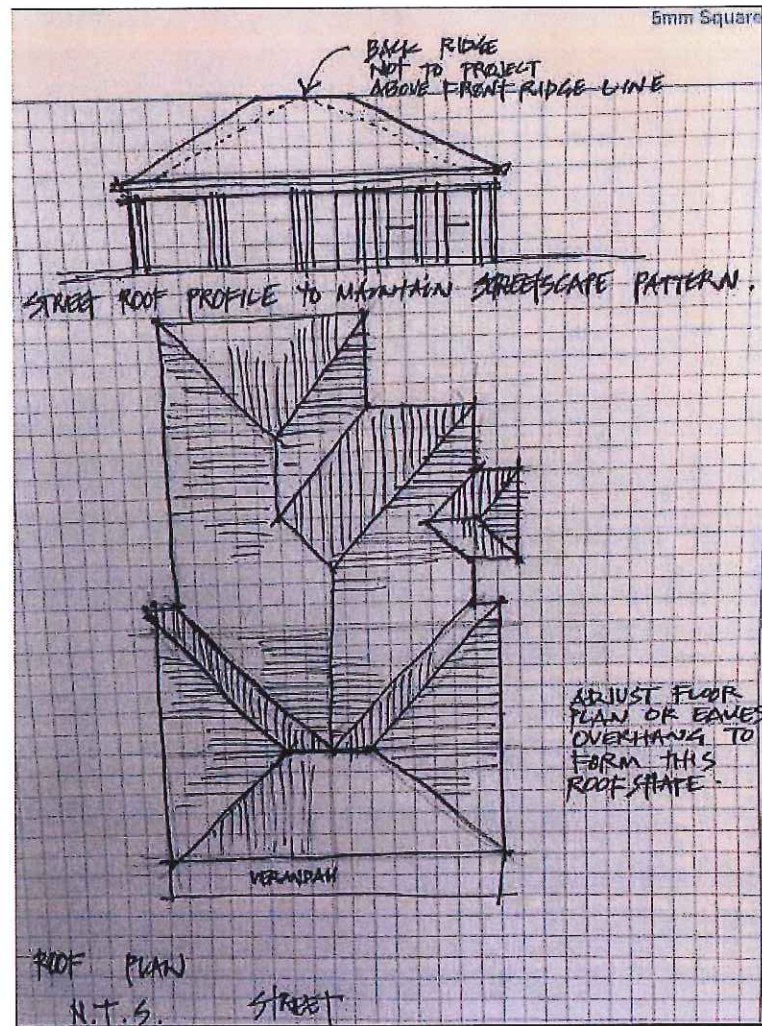 5mm Square
BACK RIDGE
NOT TO PROJECT
ABOVE FRONT RIDGE LINE
STREET ROOF PROFILE TO MAINTAIN STREETSCAPE PATTERN.
ADJUST FLOOR
PLAN OR EAVES
OVERHANG TO
FORM THIS
ROOF SHAPE.
VERANDAH
ROOF PLAN
N.T.S. STREET